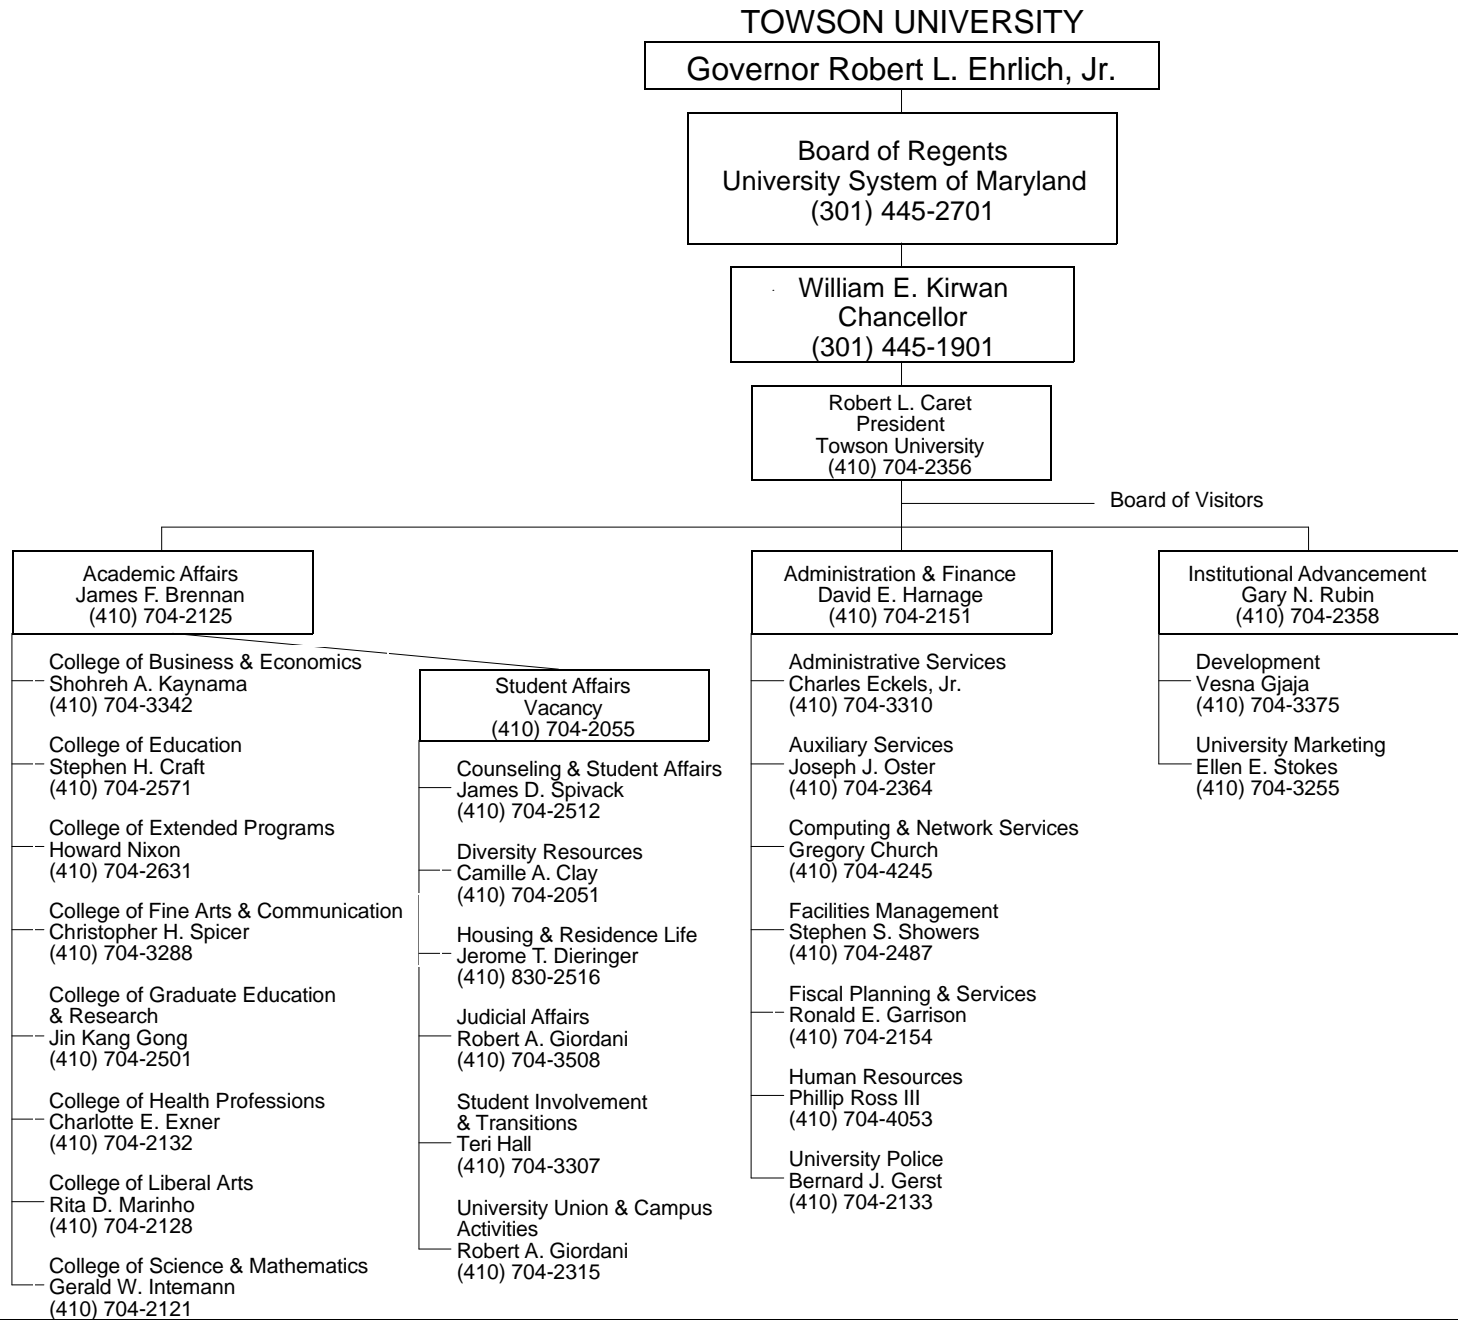 TOWSON UNIVERSITY
Governor Robert L. Ehrlich, Jr.
Board of Regents
University System of Maryland
(301) 445-2701
William E. Kirwan
Chancellor
(301) 445-1901
Robert L. Caret
President
Towson University
(410) 704-2356
Board of Visitors
Academic Affairs
James F. Brennan
(410) 704-2125
College of Business & Economics
Shohreh A. Kaynama
(410) 704-3342
College of Education
Stephen H. Craft
(410) 704-2571
College of Extended Programs
Howard Nixon
(410) 704-2631
College of Fine Arts & Communication
Christopher H. Spicer
(410) 704-3288
College of Graduate Education
& Research
Jin Kang Gong
(410) 704-2501
College of Health Professions
Charlotte E. Exner
(410) 704-2132
College of Liberal Arts
Rita D. Marinho
(410) 704-2128
College of Science & Mathematics
Gerald W. Intemann
(410) 704-2121
Student Affairs
Vacancy
(410) 704-2055
Counseling & Student Affairs
James D. Spivack
(410) 704-2512
Diversity Resources
Camille A. Clay
(410) 704-2051
Housing & Residence Life
Jerome T. Dieringer
(410) 830-2516
Judicial Affairs
Robert A. Giordani
(410) 704-3508
Student Involvement
& Transitions
Teri Hall
(410) 704-3307
University Union & Campus
Activities
Robert A. Giordani
(410) 704-2315
Administration & Finance
David E. Harnage
(410) 704-2151
Administrative Services
Charles Eckels, Jr.
(410) 704-3310
Auxiliary Services
Joseph J. Oster
(410) 704-2364
Computing & Network Services
Gregory Church
(410) 704-4245
Facilities Management
Stephen S. Showers
(410) 704-2487
Fiscal Planning & Services
Ronald E. Garrison
(410) 704-2154
Human Resources
Phillip Ross III
(410) 704-4053
University Police
Bernard J. Gerst
(410) 704-2133
Institutional Advancement
Gary N. Rubin
(410) 704-2358
Development
Vesna Gjaja
(410) 704-3375
University Marketing
Ellen E. Stokes
(410) 704-3255